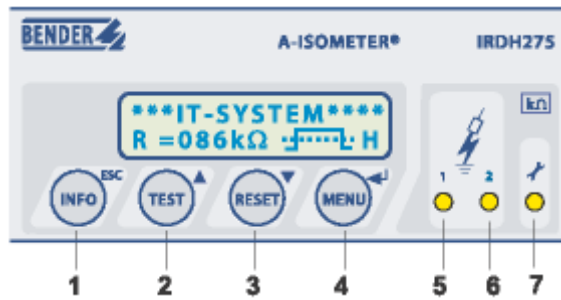 BENDER A-ISOMETER® IRDH275
kΩ
***IT-SYSTEM****
R =086kΩ H
ESC
INFO TEST RESET MENU
1 2
1 2 3 4 5 6 7